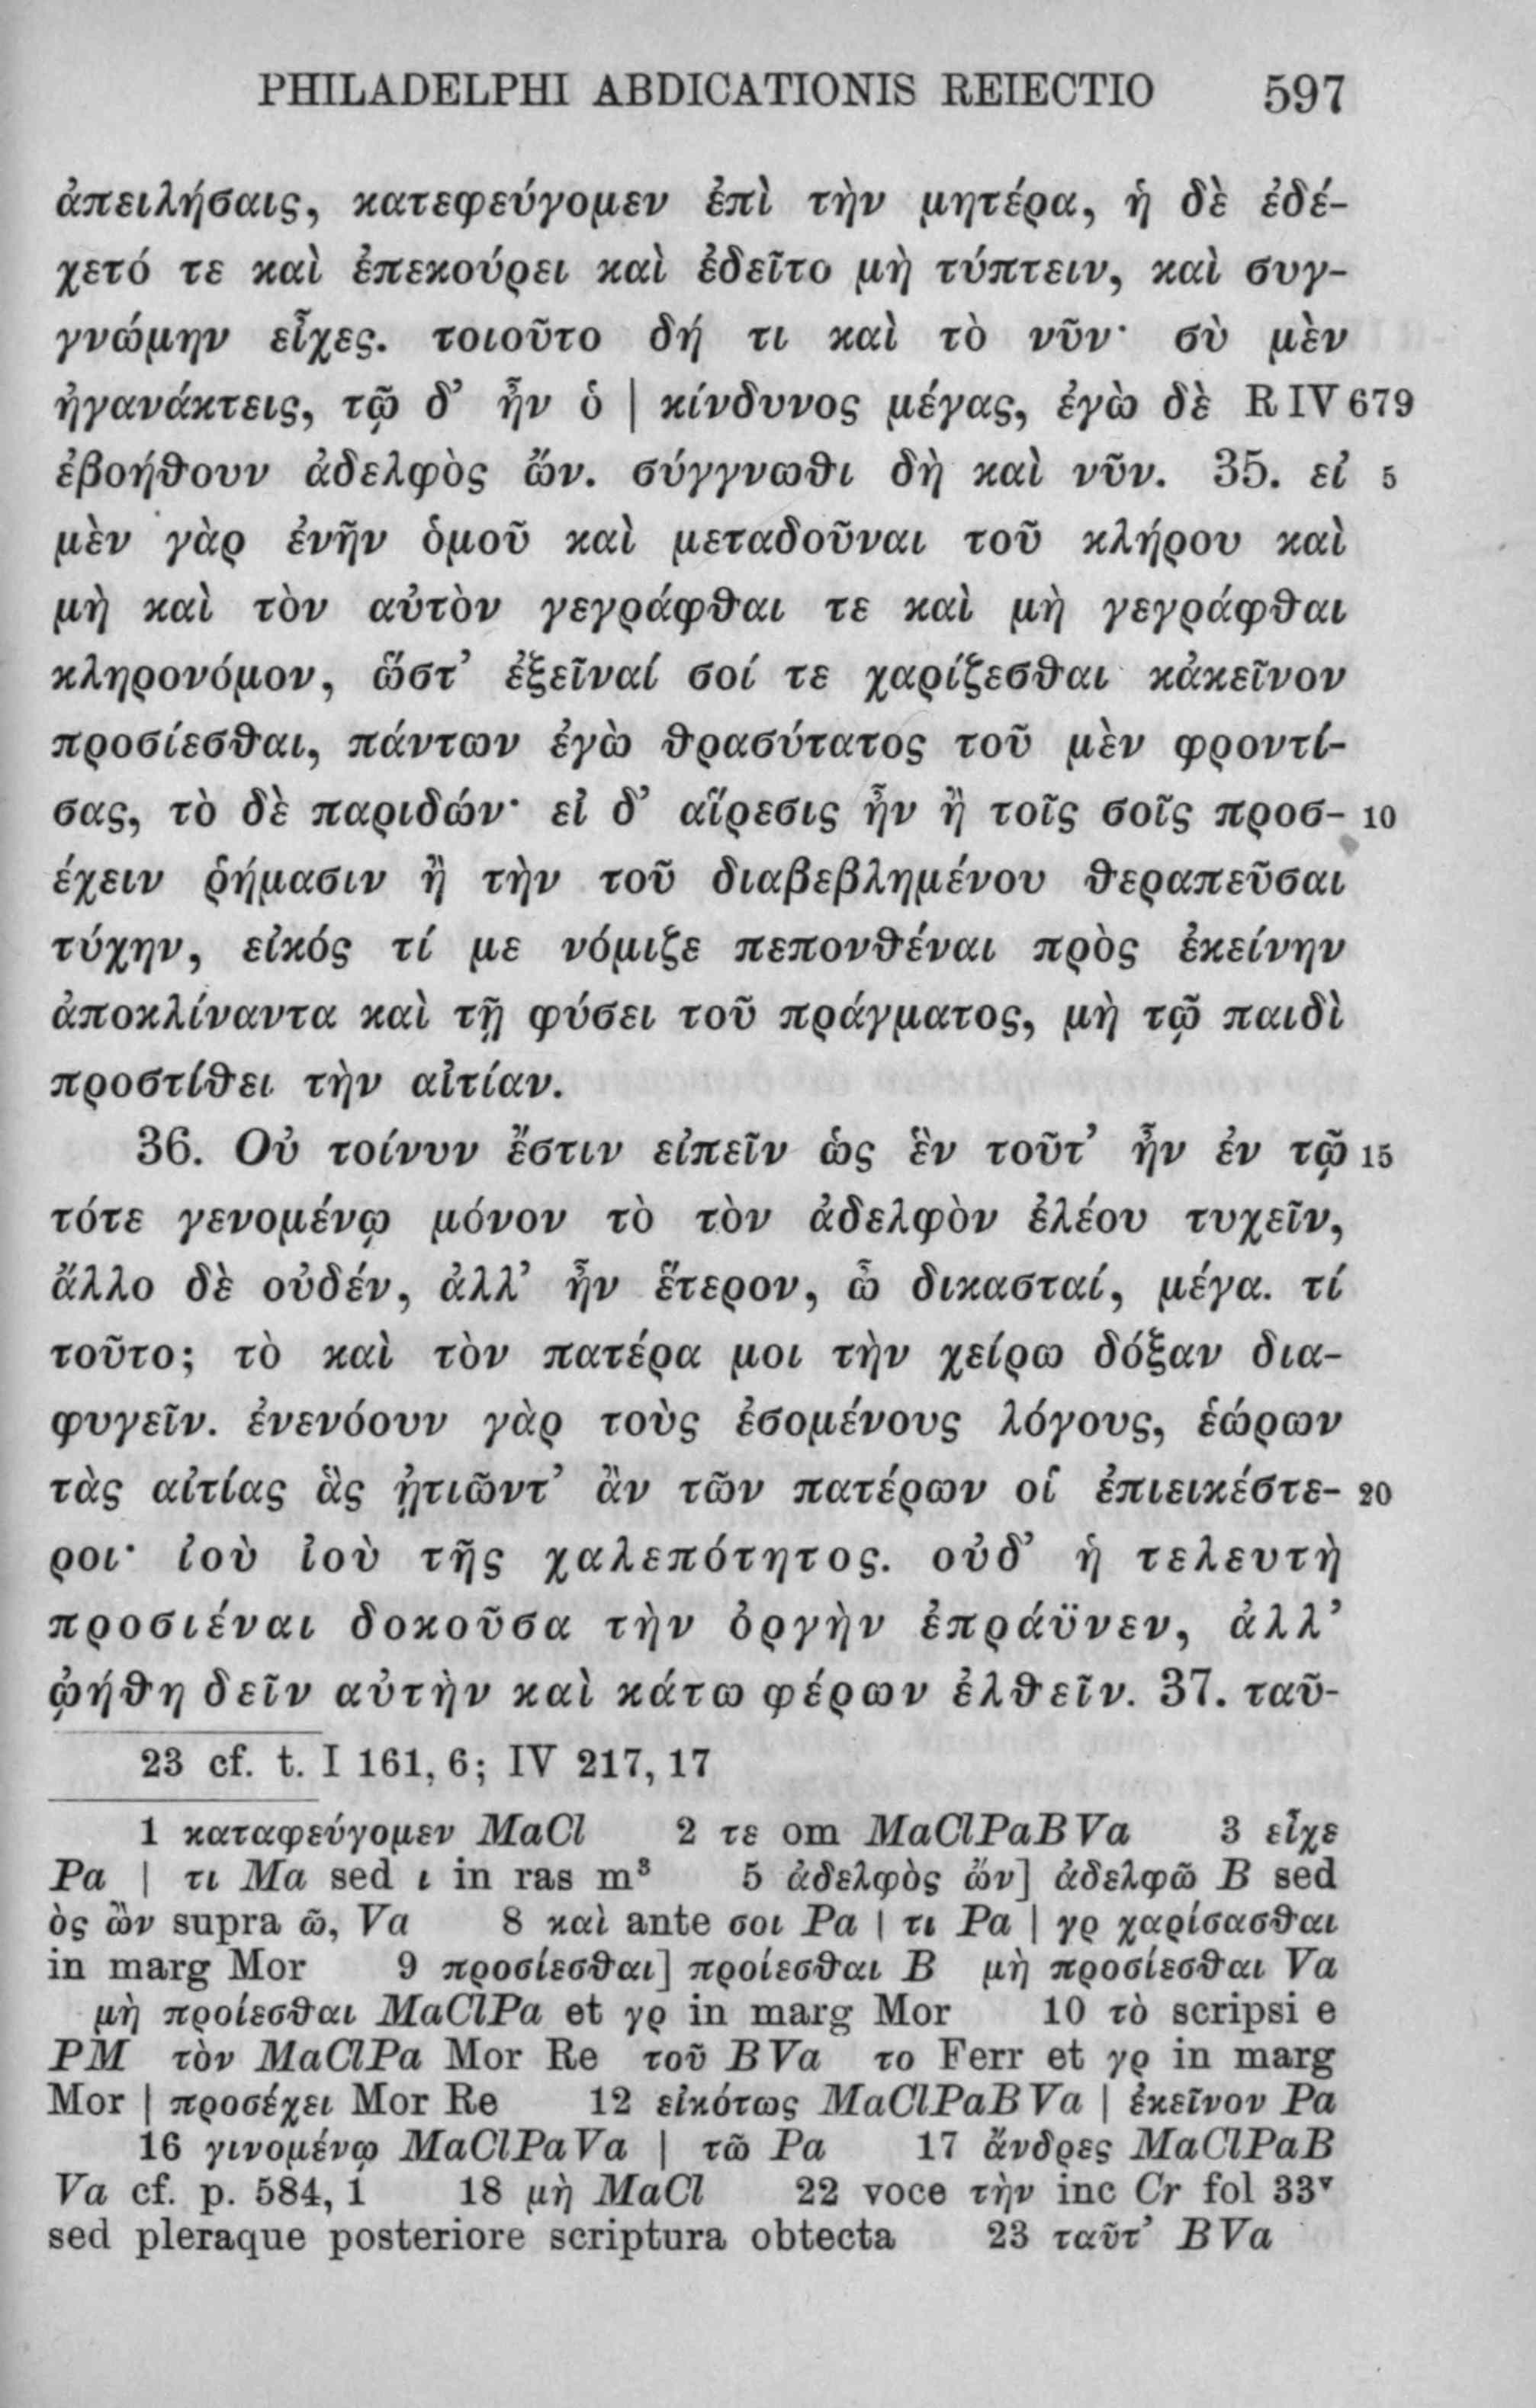 PHILADELPHI ABDICATIONIS REIECTIO 597
ἀπειλήσαις, κατεφεύγομεν ἐπὶ τὴν μητέρα, ἡ δὲ ἐδέ-
χετό τε καὶ ἐπεκούρει καὶ ἐδεῖτο μὴ τύπτειν, καὶ συγ-
γνώμην εἶχες. τοιοῦτο δή τι καὶ τὸ νῦν· σὺ μὲν
ἠγανάκτεις, τῷ δ’ ἦν ὁ | κίνδυνος μέγας, ἐγὼ δὲ R IV 679
ἐβοήθουν ἀδελφὸς ὤν. σύγγνωθι δὴ καὶ νῦν. 35. εἰ 5
μὲν γὰρ ἐνῆν ὁμοῦ καὶ μεταδοῦναι τοῦ κλήρου καὶ
μὴ καὶ τὸν αὐτὸν γεγράφθαι τε καὶ μὴ γεγράφθαι
κληρονόμον, ὥστ’ ἐξεῖναί σοί τε χαρίζεσθαι κἀκεῖνον
προσίεσθαι, πάντων ἐγὼ θρασύτατος τοῦ μὲν φροντί-
σας, τὸ δὲ παριδών· εἰ δ’ αἵρεσις ἦν ἢ τοῖς σοῖς προσ- 10
έχειν ῥήμασιν ἢ τὴν τοῦ διαβεβλημένου θεραπεῦσαι
τύχην, εἰκός τί με νόμιζε πεπονθέναι πρὸς ἐκείνην
ἀποκλίναντα καὶ τῇ φύσει τοῦ πράγματος, μὴ τῷ παιδὶ
προστίθει τὴν αἰτίαν.
36. Οὐ τοίνυν ἔστιν εἰπεῖν ὡς ἓν τοῦτ’ ἦν ἐν τῷ 15
τότε γενομένῳ μόνον τὸ τὸν ἀδελφὸν ἐλέου τυχεῖν,
ἄλλο δὲ οὐδέν, ἀλλ’ ἦν ἕτερον, ὦ δικασταί, μέγα. τί
τοῦτο; τὸ καὶ τὸν πατέρα μοι τὴν χείρω δόξαν δια-
φυγεῖν. ἐνενόουν γὰρ τοὺς ἐσομένους λόγους, ἑώρων
τὰς αἰτίας ἃς ᾐτιῶντ’ ἂν τῶν πατέρων οἱ ἐπιεικέστε- 20
ροι· ἰοὺ ἰοὺ τῆς χαλεπότητος. οὐδ’ ἡ τελευτὴ
προσιέναι δοκοῦσα τὴν ὀργὴν ἐπράϋνεν, ἀλλ’
ᾠήθη δεῖν αὐτὴν καὶ κάτω φέρων ἐλθεῖν. 37. ταῦ-
23 cf. t. I 161, 6; IV 217, 17
1 καταφεύγομεν MaCl 2 τε om MaClPaBVa 3 εἶχε
Pa | τι Ma sed ι in ras m³ 5 ἀδελφὸς ὤν] ἀδελφῶ B sed
ὸς ὢν supra ῶ, Va 8 καὶ ante σοι Pa | τι Pa | γρ χαρίσασθαι
in marg Mor 9 προσίεσθαι] προίεσθαι B μὴ προσίεσθαι Va
μὴ προίεσθαι MaClPa et γρ in marg Mor 10 τὸ scripsi e
PM τὸν MaClPa Mor Re τοῦ BVa το Ferr et γρ in marg
Mor | προσέχει Mor Re 12 εἰκότως MaClPaBVa | ἐκεῖνον Pa
16 γινομένῳ MaClPaVa | τῶ Pa 17 ἄνδρες MaClPaB
Va cf. p. 584, 1 18 μὴ MaCl 22 voce τὴν inc Cr fol 33ᵛ
sed pleraque posteriore scriptura obtecta 23 ταῦτ’ BVa